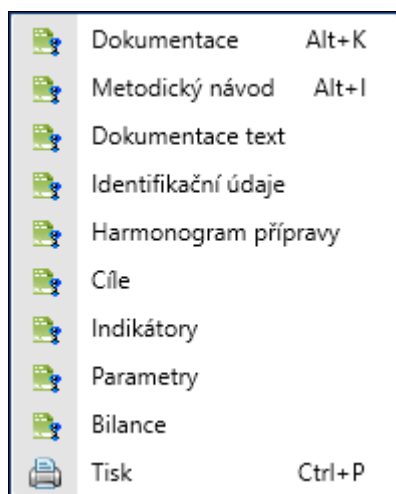 Dokumentace Alt+K
Metodický návod Alt+I
Dokumentace text
Identifikační údaje
Harmonogram přípravy
Cíle
Indikátory
Parametry
Bilance
Tisk Ctrl+P